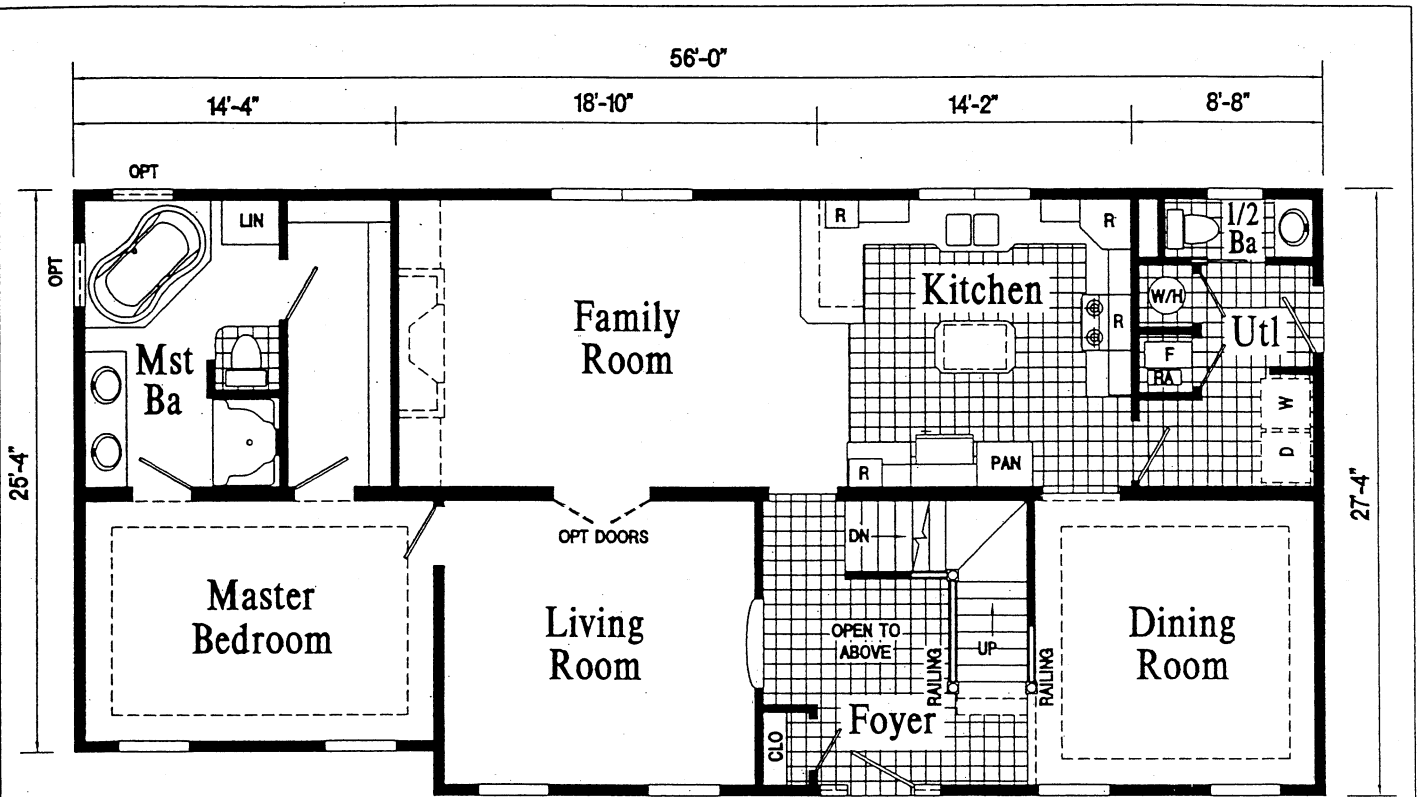 56'-0"
14'-4"
18'-10"
14'-2"
8'-8"
OPT
OPT
LIN
R
R
1/2
Ba
Kitchen
W/H
Family
Room
R
Utl
Mst
Ba
F
RA
W
D
25'-4"
27'-4"
R
PAN
OPT DOORS
DN
Master
Bedroom
Living
Room
OPEN TO
ABOVE
RAILING
UP
RAILING
Dining
Room
Foyer
CLO